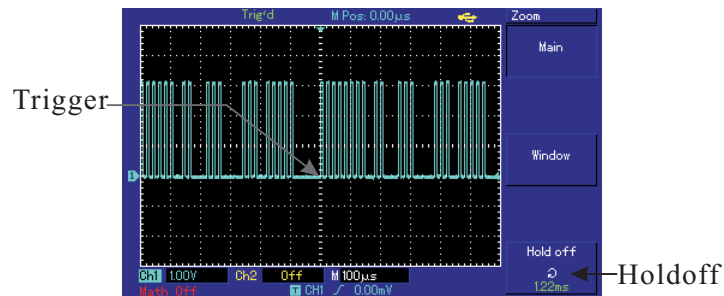 Trig'd M Pos: 0.00μs Zoom
Main
Trigger
Window
1
Hold off
Holdoff
1.22ms
Ch1 1.00V Ch2 Off M 100μs
Math Off T CH1 0.00mV